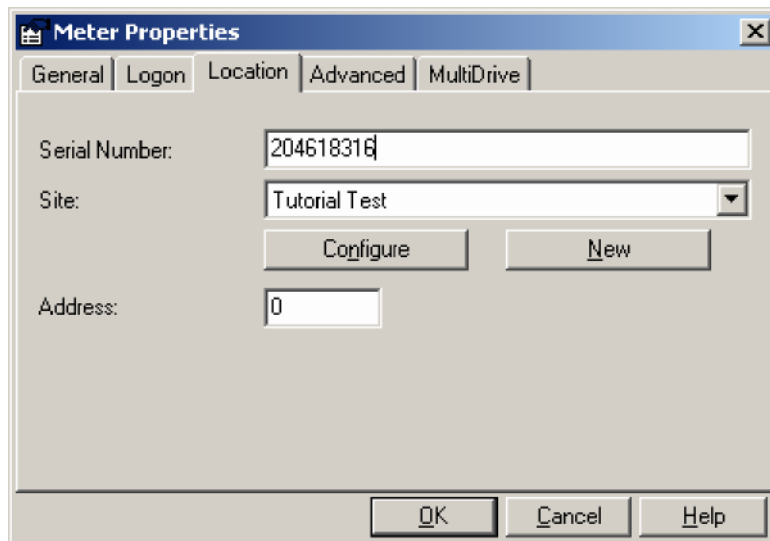 Meter Properties
General Logon Location Advanced MultiDrive
Serial Number: 204618316
Site: Tutorial Test
Configure New
Address: 0
OK Cancel Help